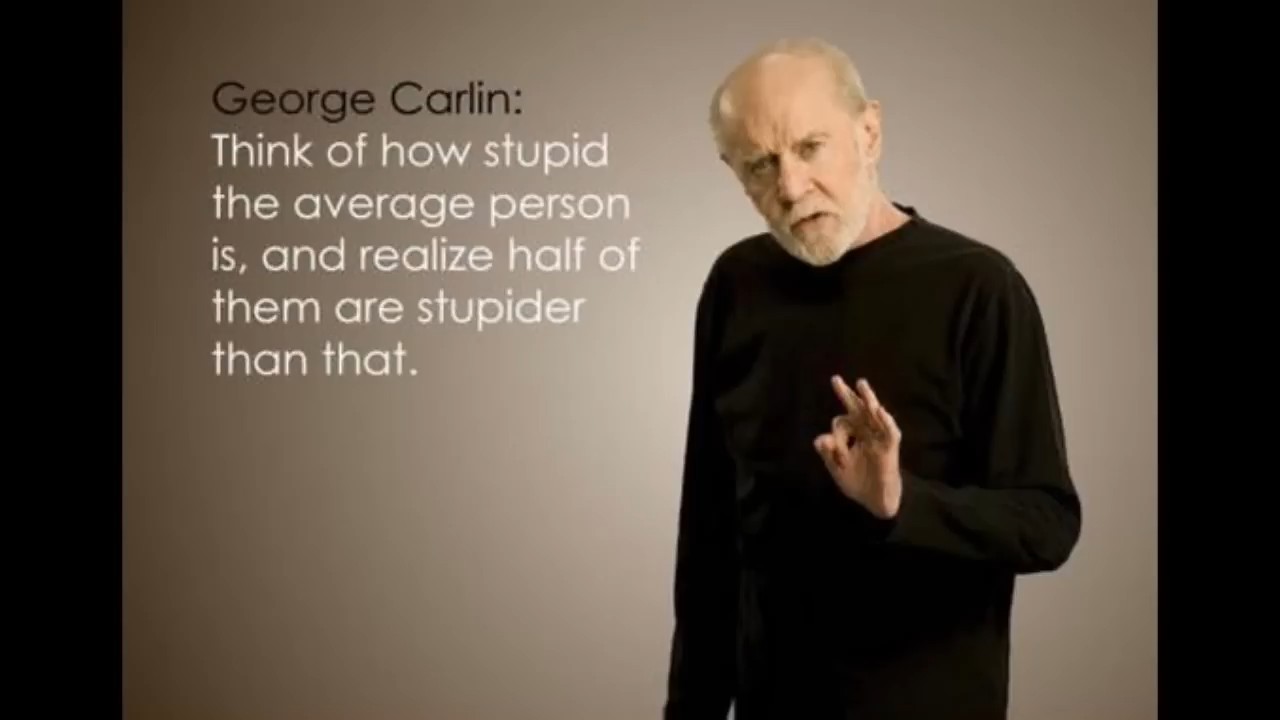 George Carlin:
Think of how stupid
the average person
is, and realize half of
them are stupider
than that.